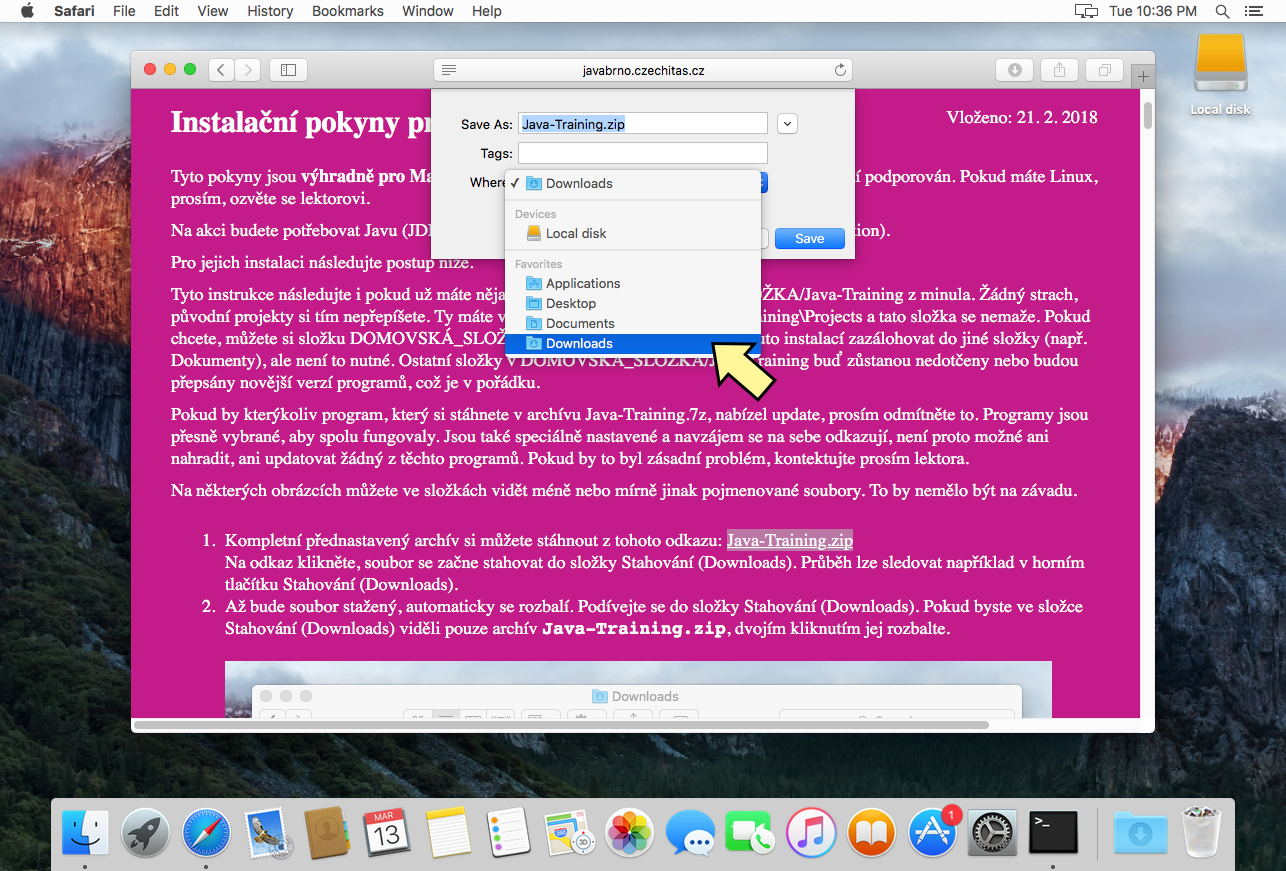 Safari File Edit View History Bookmarks Window Help Tue 10:36 PM
javabrno.czechitas.cz
Local disk
Instalační pokyny pr
Vloženo: 21. 2. 2018
Save As: Java-Training.zip
Tags:
Where
Downloads
Devices
Local disk
Favorites
Applications
Desktop
Documents
Downloads
Save
Tyto pokyny jsou výhradně pro Ma í podporován. Pokud máte Linux,
prosím, ozvěte se lektorovi.
Na akci budete potřebovat Javu (JDK tion).
Pro jejich instalaci následujte postup níže.
Tyto instrukce následujte i pokud už máte něja ŽKA/Java-Training z minula. Žádný strach,
původní projekty si tím nepřepíšete. Ty máte v ining\Projects a tato složka se nemaže. Pokud
chcete, můžete si složku DOMOVSKÁ_SLOŽ uto instalací zazálohovat do jiné složky (např.
Dokumenty), ale není to nutné. Ostatní složky v DOMOVSKÁ_SLOŽKA/J raining buď zůstanou nedotčeny nebo budou
přepsány novější verzí programů, což je v pořádku.
Pokud by kterýkoliv program, který si stáhnete v archívu Java-Training.7z, nabízel update, prosím odmítněte to. Programy jsou
přesně vybrané, aby spolu fungovaly. Jsou také speciálně nastavené a navzájem se na sebe odkazují, není proto možné ani
nahradit, ani updatovat žádný z těchto programů. Pokud by to byl zásadní problém, kontektujte prosím lektora.
Na některých obrázcích můžete ve složkách vidět méně nebo mírně jinak pojmenované soubory. To by nemělo být na závadu.
1. Kompletní přednastavený archív si můžete stáhnout z tohoto odkazu: Java-Training.zip
Na odkaz klikněte, soubor se začne stahovat do složky Stahování (Downloads). Průběh lze sledovat například v horním
tlačítku Stahování (Downloads).
2. Až bude soubor stažený, automaticky se rozbalí. Podívejte se do složky Stahování (Downloads). Pokud byste ve složce
Stahování (Downloads) viděli pouze archív Java-Training.zip, dvojím kliknutím jej rozbalte.
Downloads
MAR
13
3D
1
>_